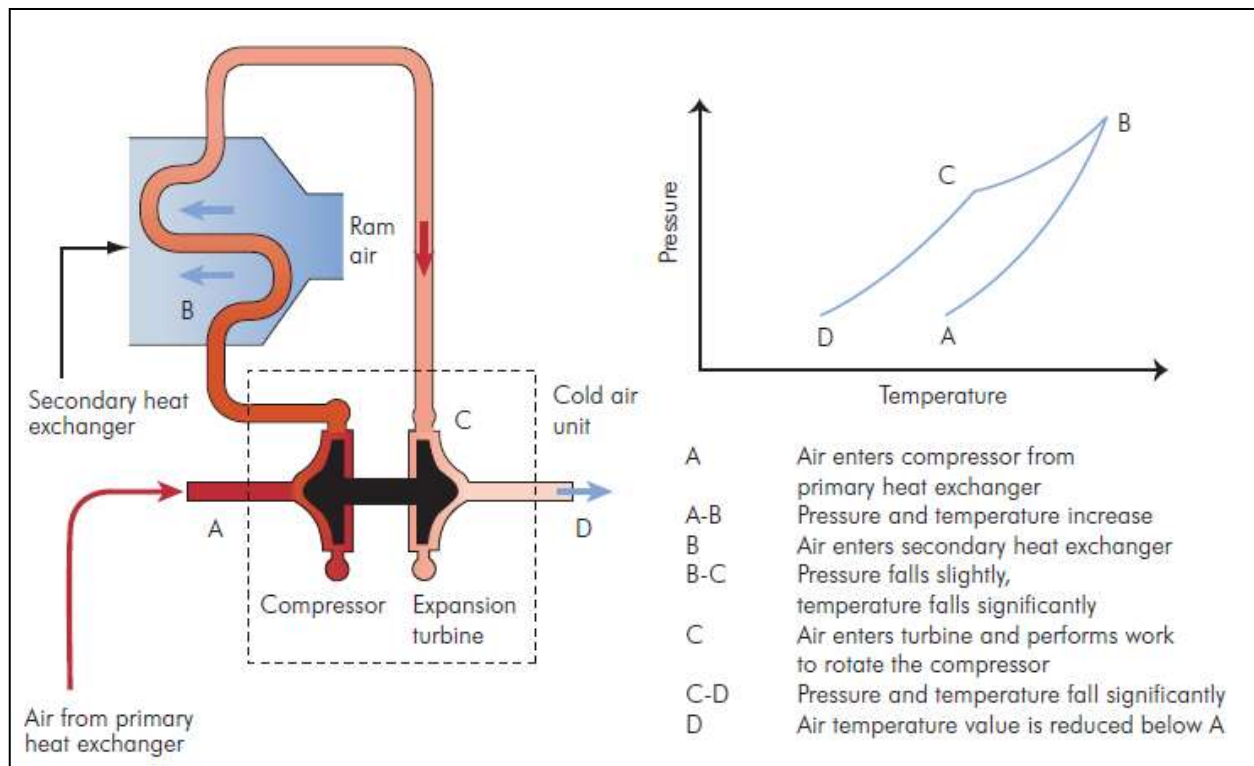 Ram
air
B
Secondary heat
exchanger
A
Compressor
Expansion
turbine
C
Cold air
unit
D
Air from primary
heat exchanger
Pressure
B
C
D
A
Temperature
A Air enters compressor from
primary heat exchanger
A-B Pressure and temperature increase
B Air enters secondary heat exchanger
B-C Pressure falls slightly,
temperature falls significantly
C Air enters turbine and performs work
to rotate the compressor
C-D Pressure and temperature fall significantly
D Air temperature value is reduced below A